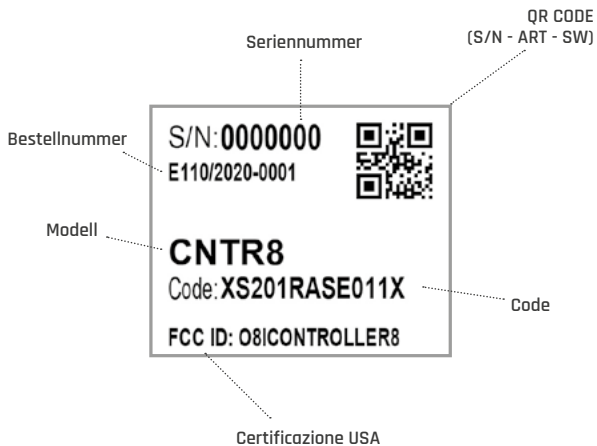 QR CODE
(S/N - ART - SW)
Seriennummer
Bestellnummer
S/N: 0000000
E110/2020-0001
Modell
CNTR8
Code: XS201RASE011X
Code
FCC ID: O8ICONTROLLER8
Certificazione USA